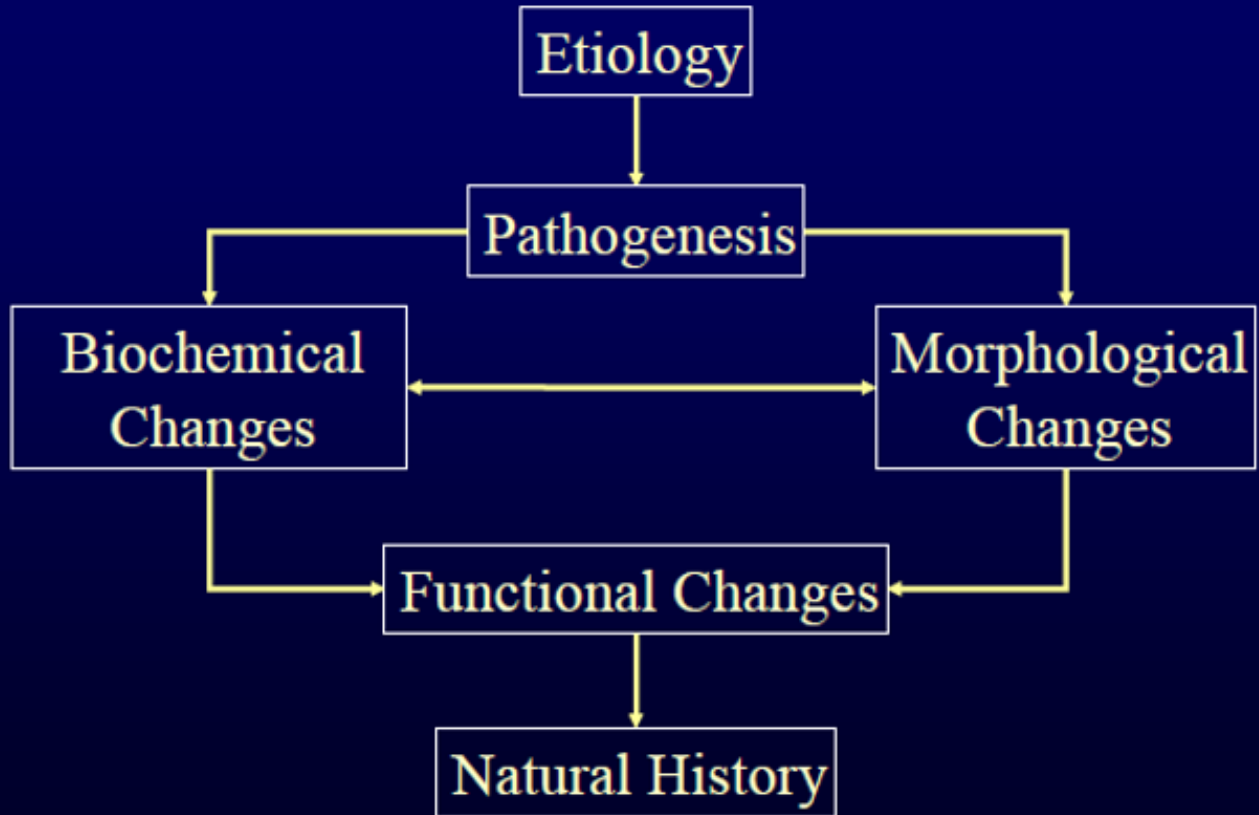 Etiology
Pathogenesis
Biochemical
Changes
Morphological
Changes
Functional Changes
Natural History